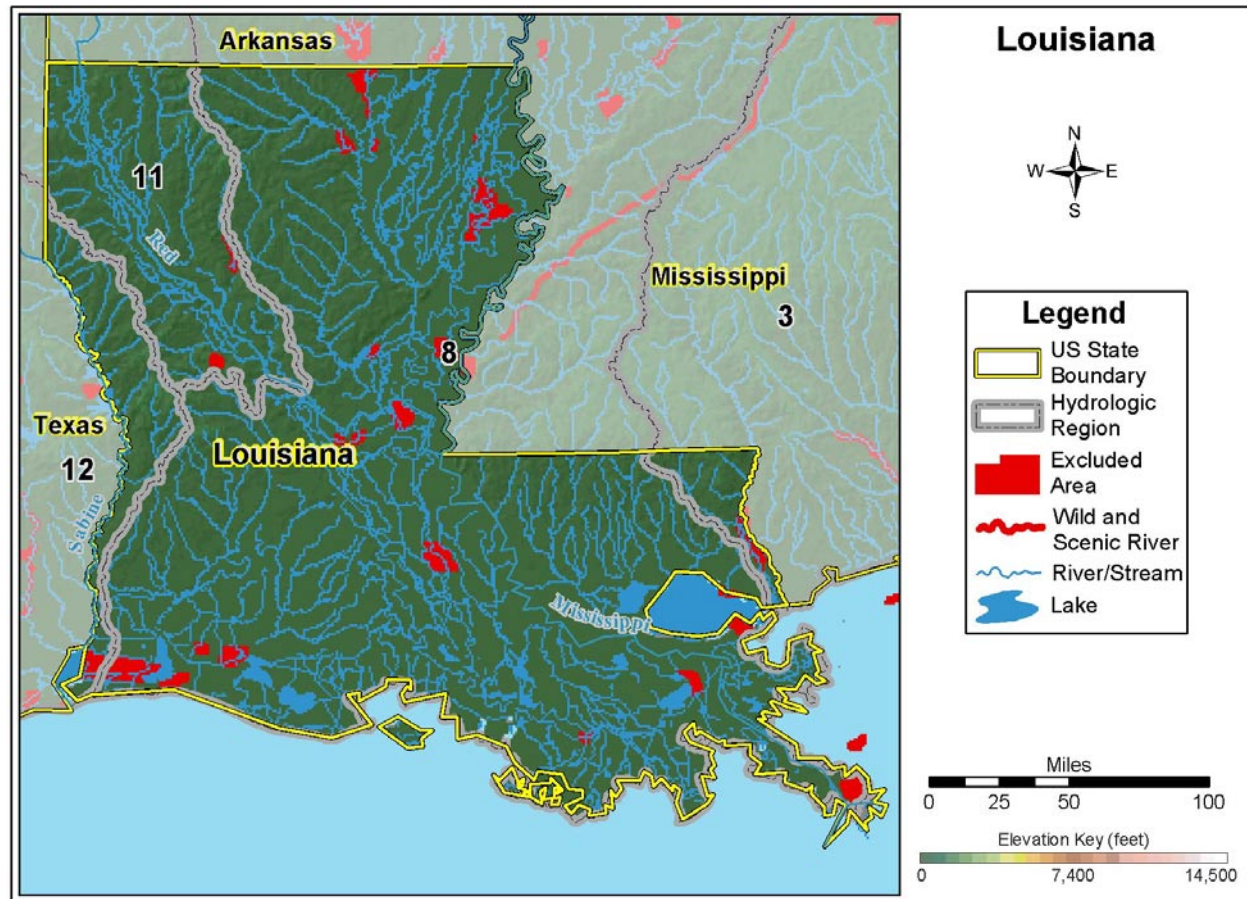 Louisiana
Arkansas
N
W E
S
11
Red
Mississippi
3
8
Texas
12
Louisiana
Sabine
Mississippi
Legend
US State
Boundary
Hydrologic
Region
Excluded
Area
Wild and
Scenic River
River/Stream
Lake
Miles
0 25 50 100
Elevation Key (feet)
0 7,400 14,500